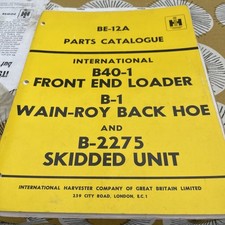 BE-12A
IH
PARTS CATALOGUE
INTERNATIONAL
B40-1
FRONT END LOADER
B-1
WAIN-ROY BACK HOE
AND
B-2275
SKIDDED UNIT
INTERNATIONAL HARVESTER COMPANY OF GREAT BRITAIN LIMITED
259 CITY ROAD, LONDON, E.C.1